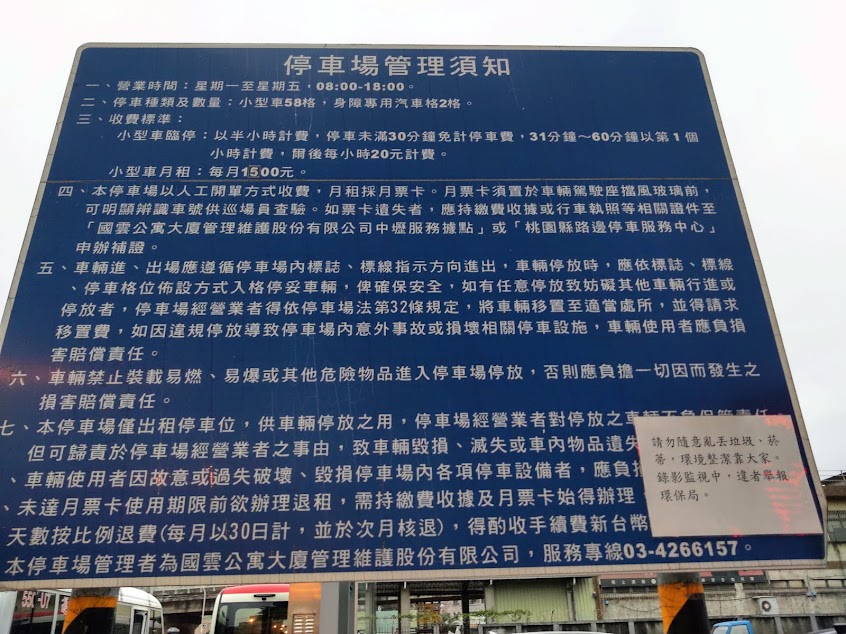 停車場管理須知
一、營業時間：星期一至星期五，08:00-18:00。
二、停車種類及數量：小型車58格，身障專用汽車格2格。
三、收費標準：
小型車臨停：以半小時計費，停車未滿30分鐘免計停車費，31分鐘～60分鐘以第1個
小時計費，爾後每小時20元計費。
小型車月租：每月1500元。
四、本停車場以人工開單方式收費，月租採月票卡。月票卡須置於車輛駕駛座擋風玻璃前，
可明顯辨識車號供巡場員查驗。如票卡遺失者，應持繳費收據或行車執照等相關證件至
「國雲公寓大廈管理維護股份有限公司中壢服務據點」或「桃園縣路邊停車服務中心」
申辦補證。
五、車輛進、出場應遵循停車場內標誌、標線指示方向進出，車輛停放時，應依標誌、標線
、停車格位佈設方式入格停妥車輛，俾確保安全，如有任意停放致妨礙其他車輛行進或
停放者，停車場經營業者得依停車場法第32條規定，將車輛移置至適當處所，並得請求
移置費，如因違規停放導致停車場內意外事故或損壞相關停車設施，車輛使用者應負損
害賠償責任。
六、車輛禁止裝載易燃、易爆或其他危險物品進入停車場停放，否則應負擔一切因而發生之
損害賠償責任。
七、本停車場僅出租停車位，供車輛停放之用，停車場經營業者對停放之車輛不負保管責任
但可歸責於停車場經營業者之事由，致車輛毀損、滅失或車內物品遺失
、車輛使用者因故意或過失破壞、毀損停車場內各項停車設備者，應負
、未達月票卡使用期限前欲辦理退租，需持繳費收據及月票卡始得辦理
天數按比例退費(每月以30日計，並於次月核退)，得酌收手續費新台幣
本停車場管理者為國雲公寓大廈管理維護股份有限公司，服務專線03-4266157。
請勿隨意亂丟垃圾、菸
蒂，環境整潔靠大家。
錄影監視中，違者舉報
環保局。